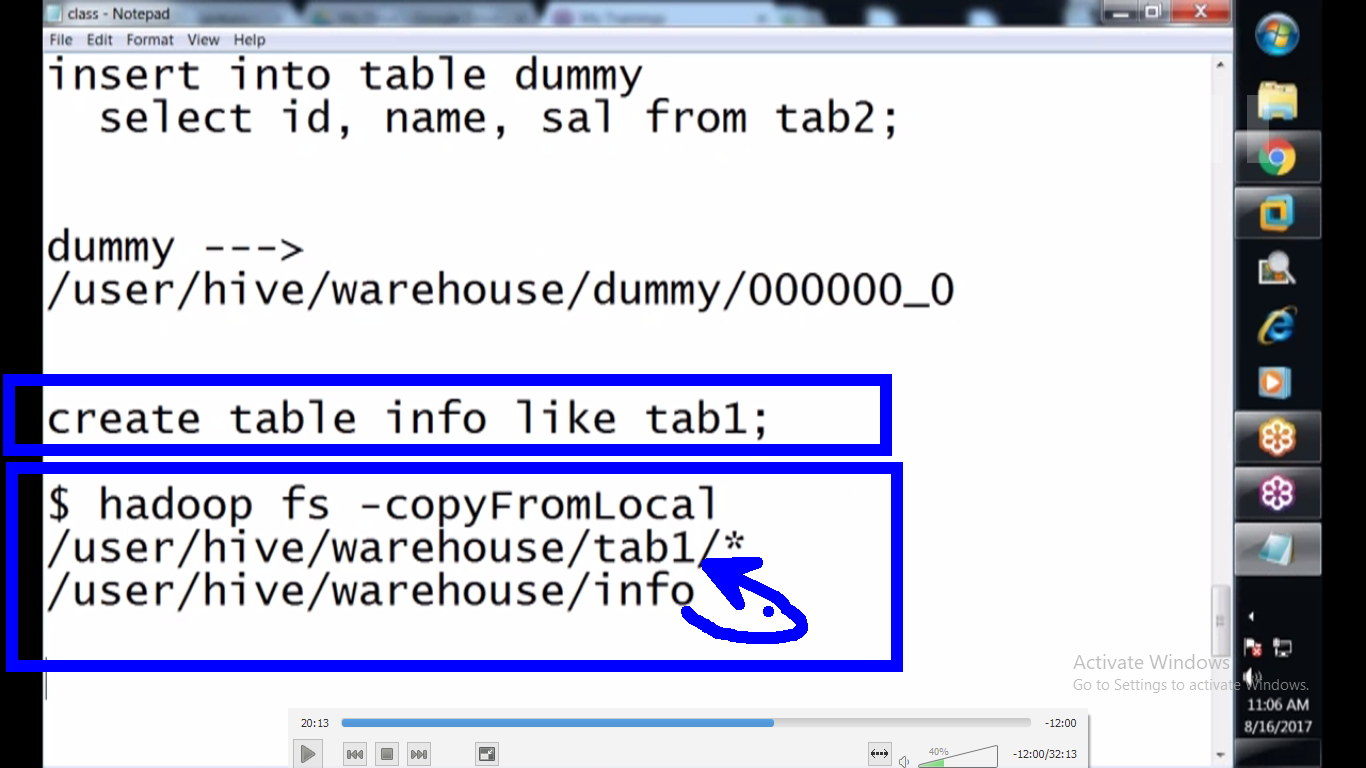 class - Notepad
File Edit Format View Help
insert into table dummy
select id, name, sal from tab2;
dummy --->
/user/hive/warehouse/dummy/000000_0
create table info like tab1;
$ hadoop fs -copyFromLocal
/user/hive/warehouse/tab1/*
/user/hive/warehouse/info
Activate Windows
Go to Settings to activate Windows.
11:06 AM
8/16/2017
20:13
-12:00
40%
-12:00/32:13